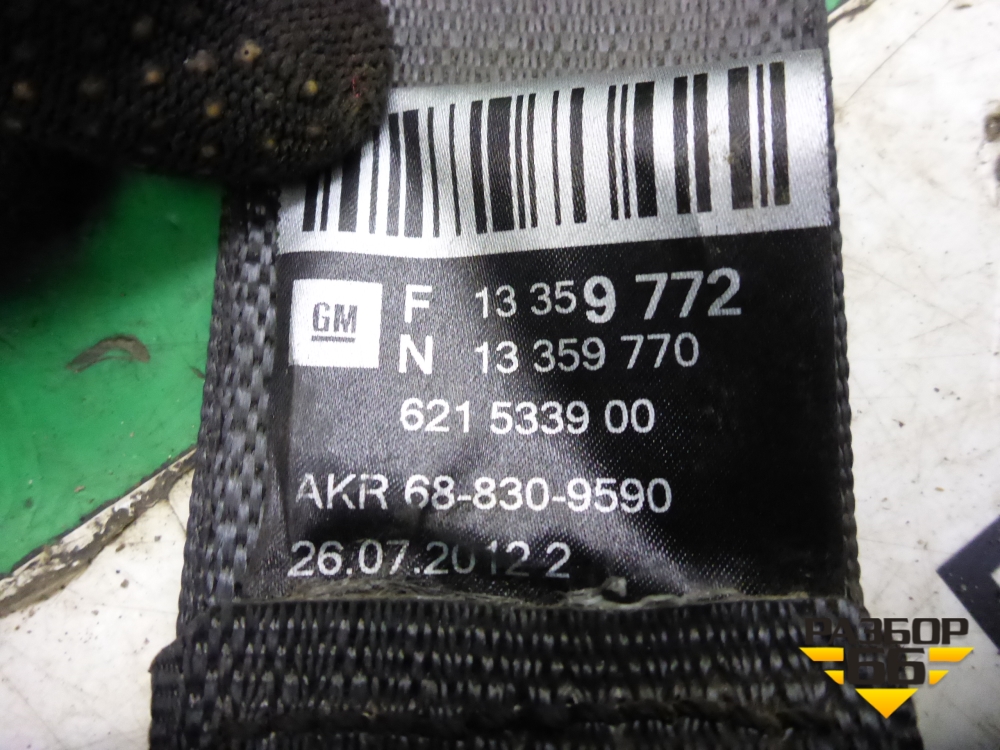 GM F 13 359 772
N 13 359 770
621 5339 00
AKR 68-830-9590
26.07.2012 2
РАЗБОР
66